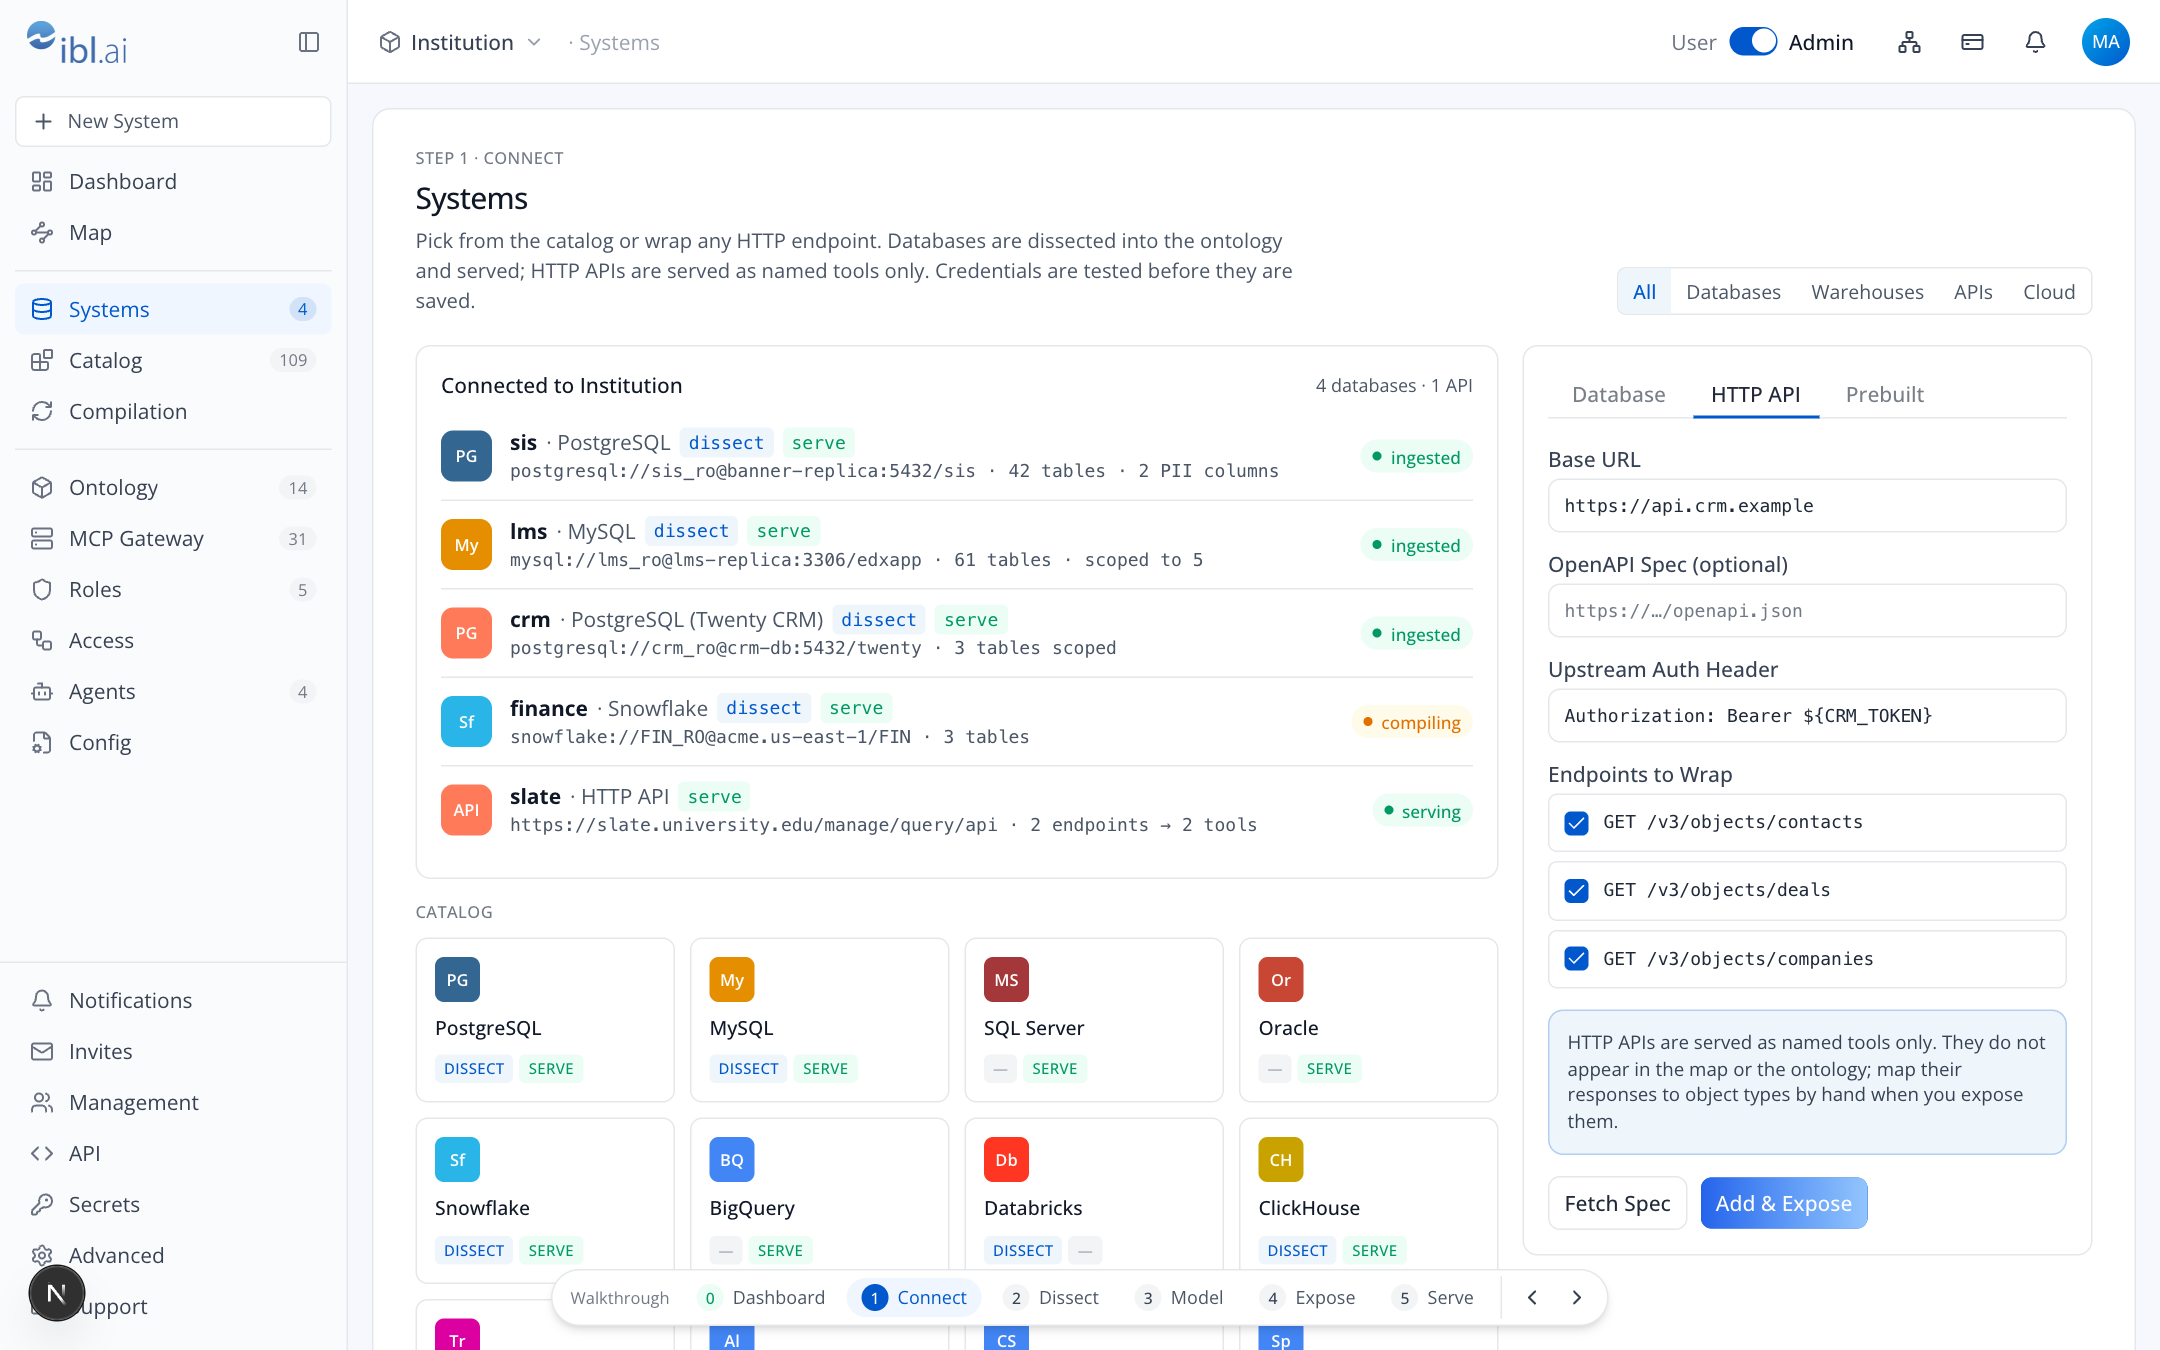 ibl.ai
New System
Dashboard
Map
Systems 4
Catalog 109
Compilation
Ontology 14
MCP Gateway 31
Roles 5
Access
Agents 4
Config
Notifications
Invites
Management
API
Secrets
Advanced
N
upport
Institution · Systems
User Admin
MA
STEP 1 · CONNECT
Systems
Pick from the catalog or wrap any HTTP endpoint. Databases are dissected into the ontology
and served; HTTP APIs are served as named tools only. Credentials are tested before they are
saved.
All Databases Warehouses APIs Cloud
Connected to Institution 4 databases · 1 API
PG sis · PostgreSQL dissect serve
postgresql://sis_ro@banner-replica:5432/sis · 42 tables · 2 PII columns
ingested
My lms · MySQL dissect serve
mysql://lms_ro@lms-replica:3306/edxapp · 61 tables · scoped to 5
ingested
PG crm · PostgreSQL (Twenty CRM) dissect serve
postgresql://crm_ro@crm-db:5432/twenty · 3 tables scoped
ingested
Sf finance · Snowflake dissect serve
snowflake://FIN_RO@acme.us-east-1/FIN · 3 tables
compiling
API slate · HTTP API serve
https://slate.university.edu/manage/query/api · 2 endpoints → 2 tools
serving
CATALOG
PG My MS Or
PostgreSQL MySQL SQL Server Oracle
DISSECT SERVE DISSECT SERVE — SERVE — SERVE
Sf BQ Db CH
Snowflake BigQuery Databricks ClickHouse
DISSECT SERVE — SERVE DISSECT — DISSECT SERVE
Tr Al CS Sp
Database HTTP API Prebuilt
Base URL
https://api.crm.example
OpenAPI Spec (optional)
https://…/openapi.json
Upstream Auth Header
Authorization: Bearer ${CRM_TOKEN}
Endpoints to Wrap
GET /v3/objects/contacts
GET /v3/objects/deals
GET /v3/objects/companies
HTTP APIs are served as named tools only. They do not
appear in the map or the ontology; map their
responses to object types by hand when you expose
them.
Fetch Spec Add & Expose
Walkthrough 0 Dashboard 1 Connect 2 Dissect 3 Model 4 Expose 5 Serve